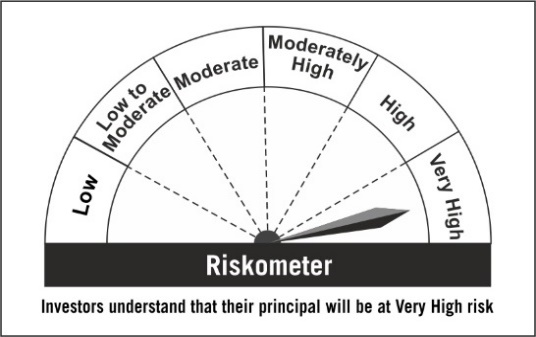 Low
Low to
Moderate
Moderate
Moderately
High
High
Very High
Riskometer
Investors understand that their principal will be at Very High risk